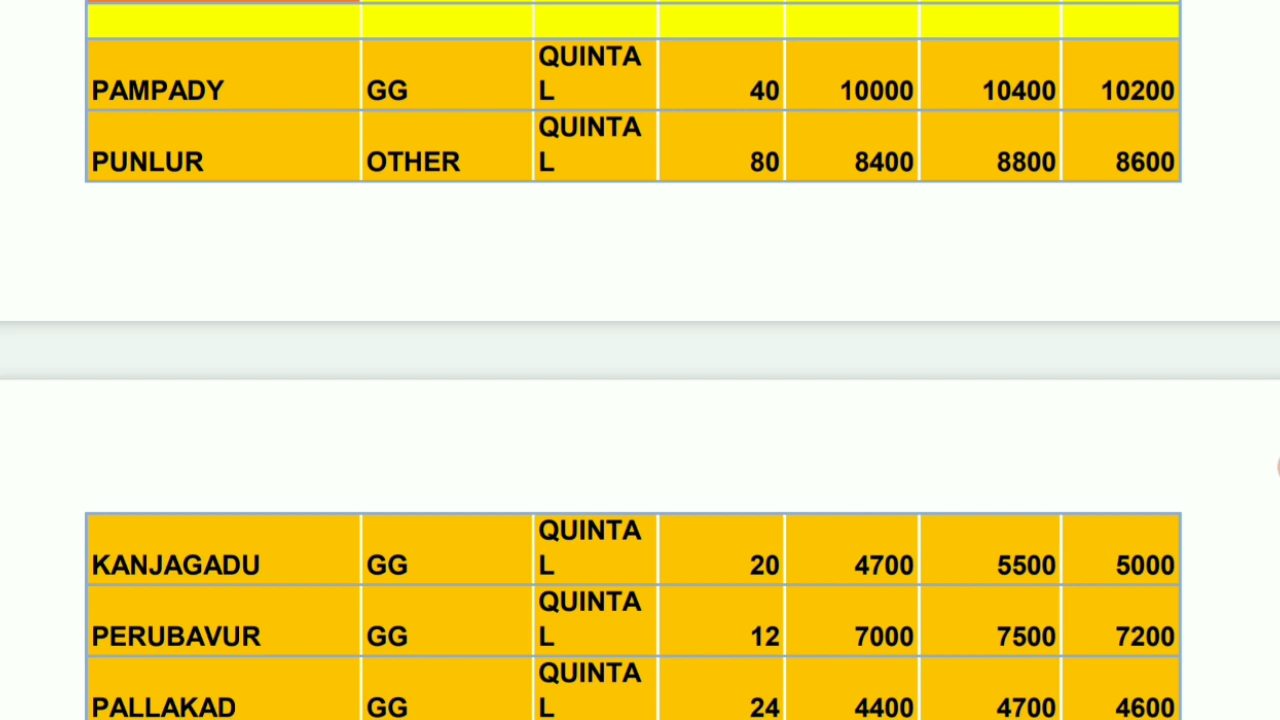 PAMPADY GG QUINTA
L 40 10000 10400 10200
PUNLUR OTHER QUINTA
L 80 8400 8800 8600
KANJAGADU GG QUINTA
L 20 4700 5500 5000
PERUBAVUR GG QUINTA
L 12 7000 7500 7200
PALLAKAD GG QUINTA
L 24 4400 4700 4600